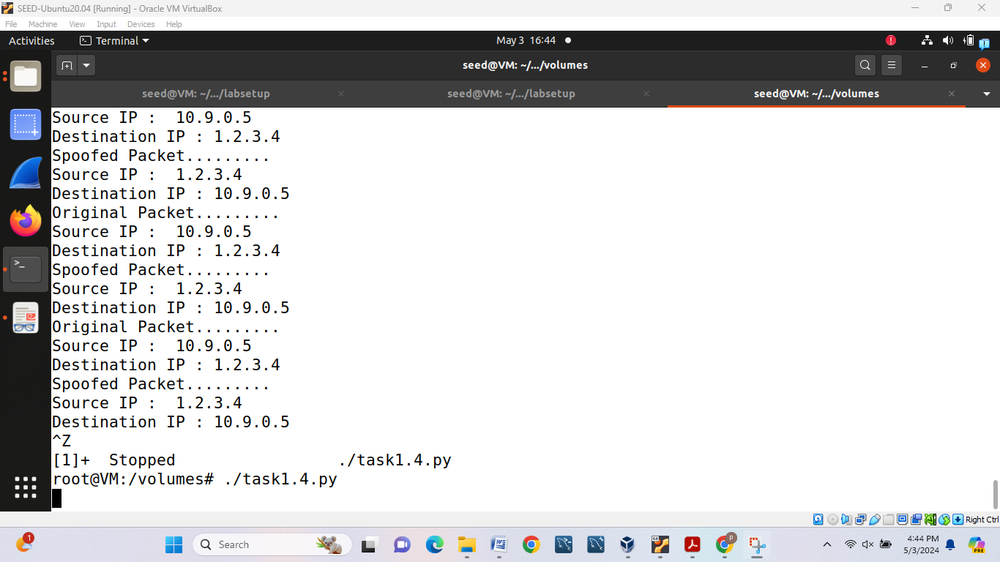 SEED-Ubuntu20.04 [Running] - Oracle VM VirtualBox
File Machine View Input Devices Help
Activities Terminal May 3 16:44
seed@VM: ~/.../volumes
seed@VM: ~/.../labsetup seed@VM: ~/.../labsetup seed@VM: ~/.../volumes
Source IP :  10.9.0.5
Destination IP : 1.2.3.4
Spoofed Packet.........
Source IP :  1.2.3.4
Destination IP : 10.9.0.5
Original Packet.........
Source IP :  10.9.0.5
Destination IP : 1.2.3.4
Spoofed Packet.........
Source IP :  1.2.3.4
Destination IP : 10.9.0.5
Original Packet.........
Source IP :  10.9.0.5
Destination IP : 1.2.3.4
Spoofed Packet.........
Source IP :  1.2.3.4
Destination IP : 10.9.0.5
^Z
[1]+  Stopped                 ./task1.4.py
root@VM:/volumes# ./task1.4.py
Right Ctrl
1 Search P 4:44 PM
5/3/2024 PRE